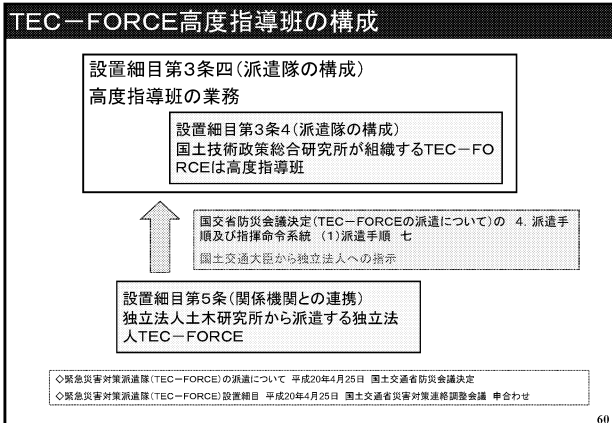 TEC－FORCE高度指導班の構成
設置細目第３条四（派遣隊の構成）
高度指導班の業務
設置細目第３条４（派遣隊の構成）
国土技術政策総合研究所が組織するTEC－FO
RCEは高度指導班
国交省防災会議決定（TEC－FORCEの派遣について）の　４．派遣手
順及び指揮命令系統　（１）派遣手順　七
国土交通大臣から独立法人への指示
設置細目第５条（関係機関との連携）
独立法人土木研究所から派遣する独立法
人TEC－FORCE
◇緊急災害対策派遣隊（TEC－FORCE）の派遣について　平成20年4月25日　国土交通省防災会議決定
◇緊急災害対策派遣隊（TEC－FORCE）設置細目　平成20年4月25日　国土交通省災害対策連絡調整会議　申合わせ
60